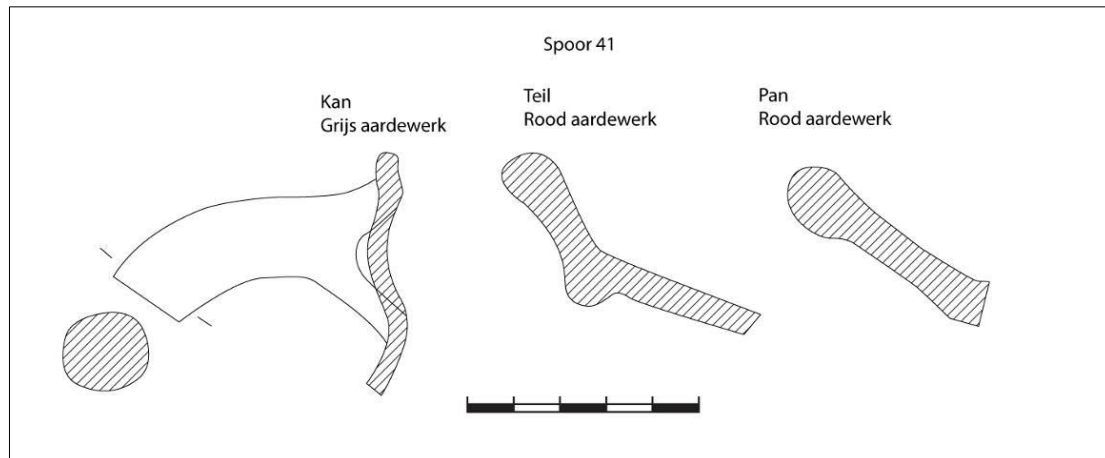 Spoor 41
Kan
Grijs aardewerk
Teil
Rood aardewerk
Pan
Rood aardewerk